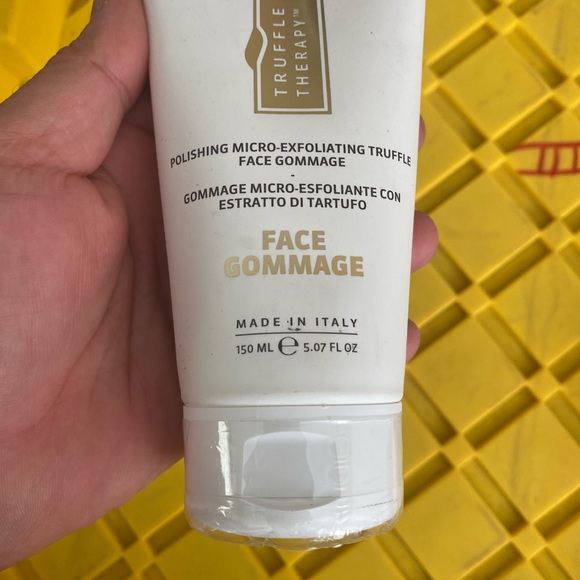 TRUFFLE
THERAPY™
POLISHING MICRO-EXFOLIATING TRUFFLE
FACE GOMMAGE
-
GOMMAGE MICRO-ESFOLIANTE CON
ESTRATTO DI TARTUFO
FACE
GOMMAGE
MADE IN ITALY
150 ML ℮ 5.07 FL OZ